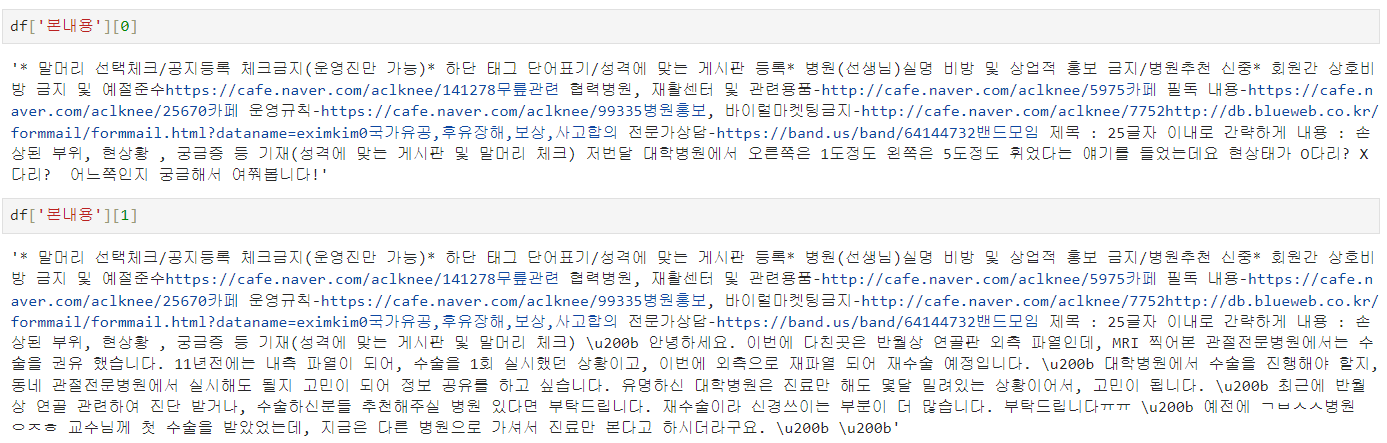 df['본내용'][0]
'* 말머리 선택체크/공지등록 체크금지(운영진만 가능)* 하단 태그 단어표기/성격에 맞는 게시판 등록* 병원(선생님)실명 비방 및 상업적 홍보 금지/병원추천 신중* 회원간 상호비
방 금지 및 예절준수https://cafe.naver.com/aclknee/141278무릎관련 협력병원, 재활센터 및 관련용품-http://cafe.naver.com/aclknee/5975카페 필독 내용-https://cafe.n
aver.com/aclknee/25670카페 운영규칙-https://cafe.naver.com/aclknee/99335병원홍보, 바이럴마켓팅금지-http://cafe.naver.com/aclknee/7752http://db.blueweb.co.kr/
formmail/formmail.html?dataname=eximkim0국가유공,후유장해,보상,사고합의 전문가상담-https://band.us/band/64144732밴드모임 제목 : 25글자 이내로 간략하게 내용 : 손
상된 부위, 현상황 , 궁금증 등 기재(성격에 맞는 게시판 및 말머리 체크) 저번달 대학병원에서 오른쪽은 1도정도 왼쪽은 5도정도 휘었다는 얘기를 들었는데요 현상태가 O다리? X
다리?  어느쪽인지 궁금해서 여쭤봅니다!'
df['본내용'][1]
'* 말머리 선택체크/공지등록 체크금지(운영진만 가능)* 하단 태그 단어표기/성격에 맞는 게시판 등록* 병원(선생님)실명 비방 및 상업적 홍보 금지/병원추천 신중* 회원간 상호비
방 금지 및 예절준수https://cafe.naver.com/aclknee/141278무릎관련 협력병원, 재활센터 및 관련용품-http://cafe.naver.com/aclknee/5975카페 필독 내용-https://cafe.n
aver.com/aclknee/25670카페 운영규칙-https://cafe.naver.com/aclknee/99335병원홍보, 바이럴마켓팅금지-http://cafe.naver.com/aclknee/7752http://db.blueweb.co.kr/
formmail/formmail.html?dataname=eximkim0국가유공,후유장해,보상,사고합의 전문가상담-https://band.us/band/64144732밴드모임 제목 : 25글자 이내로 간략하게 내용 : 손
상된 부위, 현상황 , 궁금증 등 기재(성격에 맞는 게시판 및 말머리 체크) \u200b 안녕하세요. 이번에 다친곳은 반월상 연골판 외측 파열인데, MRI 찍어본 관절전문병원에서는 수
술을 권유 했습니다. 11년전에는 내측 파열이 되어, 수술을 1회 실시했던 상황이고, 이번에 외측으로 재파열 되어 재수술 예정입니다. \u200b 대학병원에서 수술을 진행해야 할지,
동네 관절전문병원에서 실시해도 될지 고민이 되어 정보 공유를 하고 싶습니다. 유명하신 대학병원은 진료만 해도 몇달 밀려있는 상황이어서, 고민이 됩니다. \u200b 최근에 반월
상 연골 관련하여 진단 받거나, 수술하신분들 추천해주실 병원 있다면 부탁드립니다. 재수술이라 신경쓰이는 부분이 더 많습니다. 부탁드립니다ㅠㅠ \u200b 예전에 ㄱㅂㅅㅅ병원
ㅇㅈㅎ 교수님께 첫 수술을 받았었는데, 지금은 다른 병원으로 가셔서 진료만 본다고 하시더라구요. \u200b \u200b'